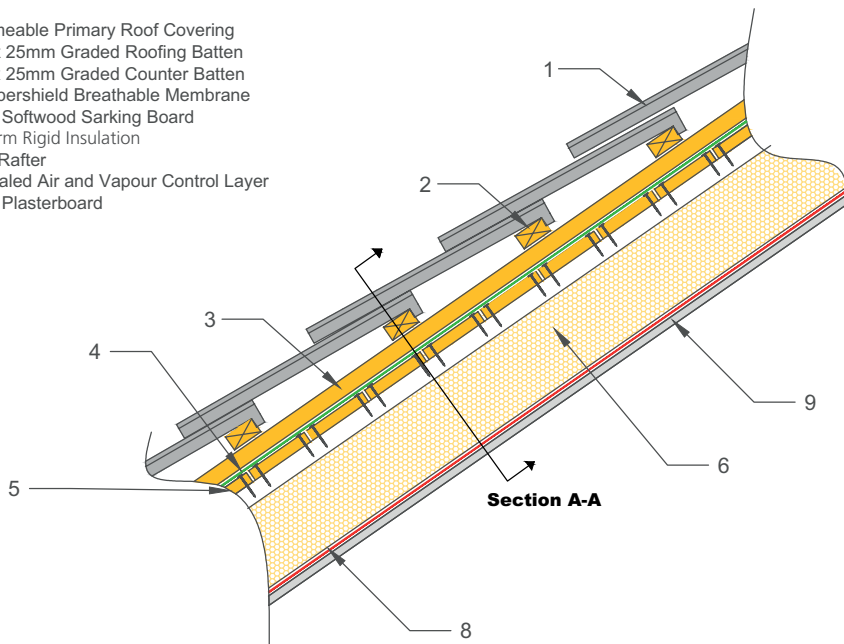 meable Primary Roof Covering
25mm Graded Roofing Batten
25mm Graded Counter Batten
pershield Breathable Membrane
Softwood Sarking Board
rm Rigid Insulation
Rafter
aled Air and Vapour Control Layer
Plasterboard
1
2
3
4
5
6
9
8
Section A-A